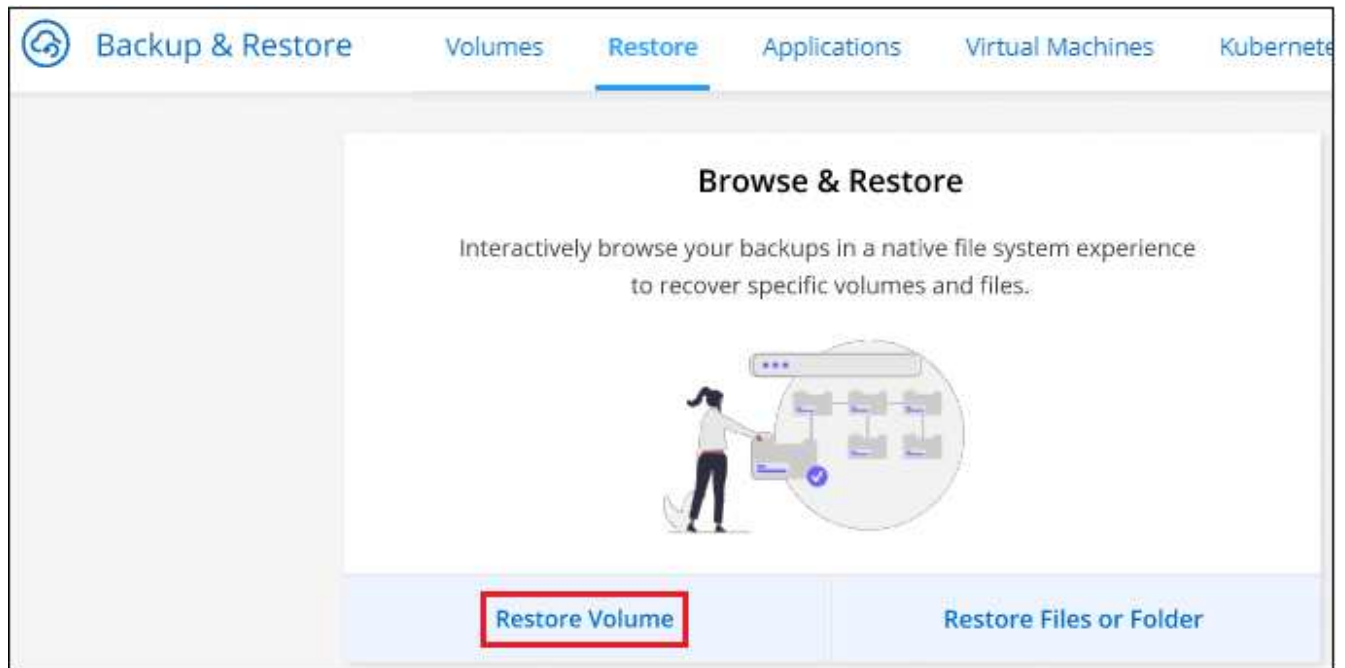 Backup & Restore Volumes Restore Applications Virtual Machines Kubernete
Browse & Restore
Interactively browse your backups in a native file system experience
to recover specific volumes and files.
Restore Volume Restore Files or Folder